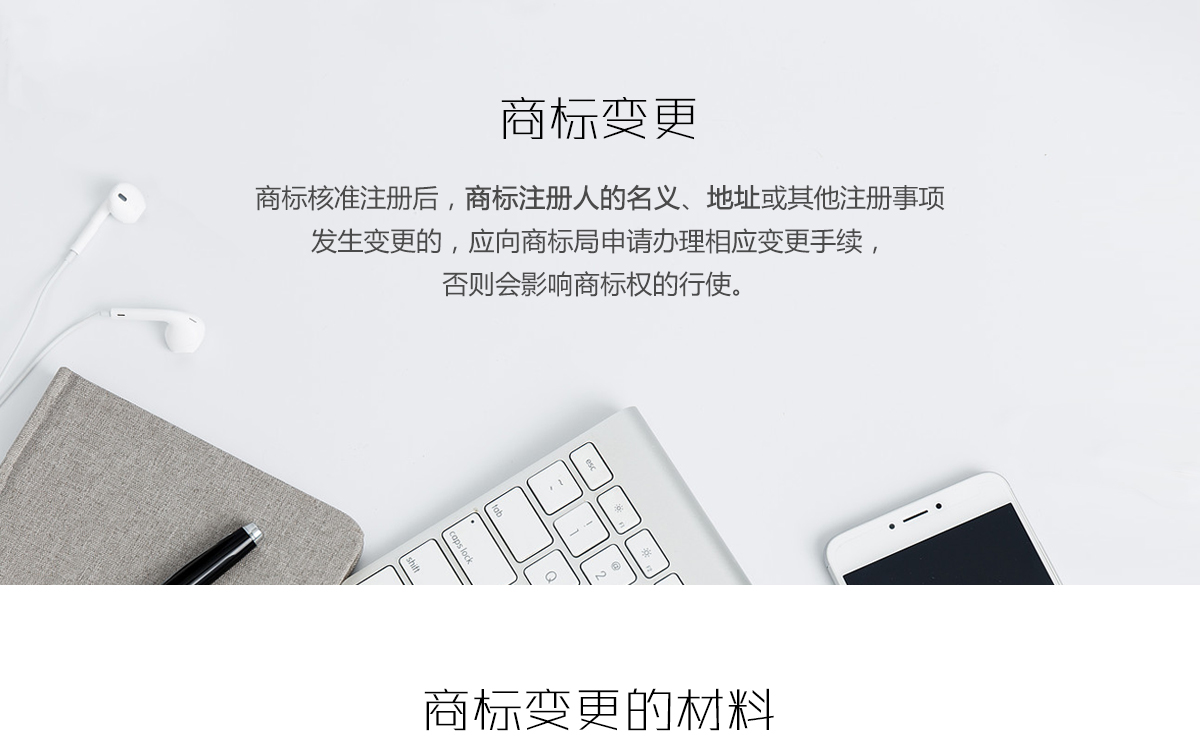 商标变更
商标核准注册后，商标注册人的名义、地址或其他注册事项
发生变更的，应向商标局申请办理相应变更手续，
否则会影响商标权的行使。
esc
tab
caps lock
shift
Q
!
1
@
2
F1
F2
商标变更的材料